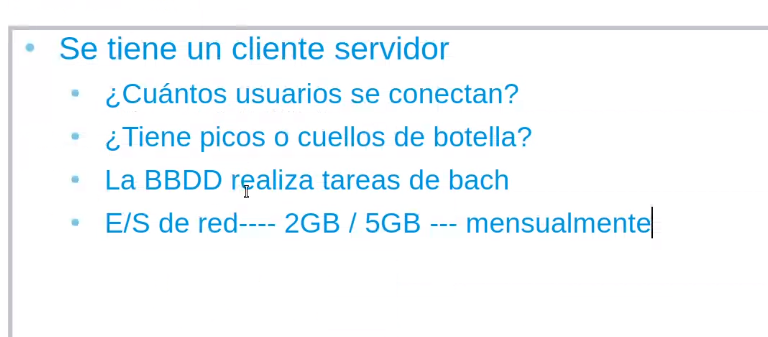 Se tiene un cliente servidor
¿Cuántos usuarios se conectan?
¿Tiene picos o cuellos de botella?
La BBDD realiza tareas de bach
E/S de red---- 2GB / 5GB --- mensualmente